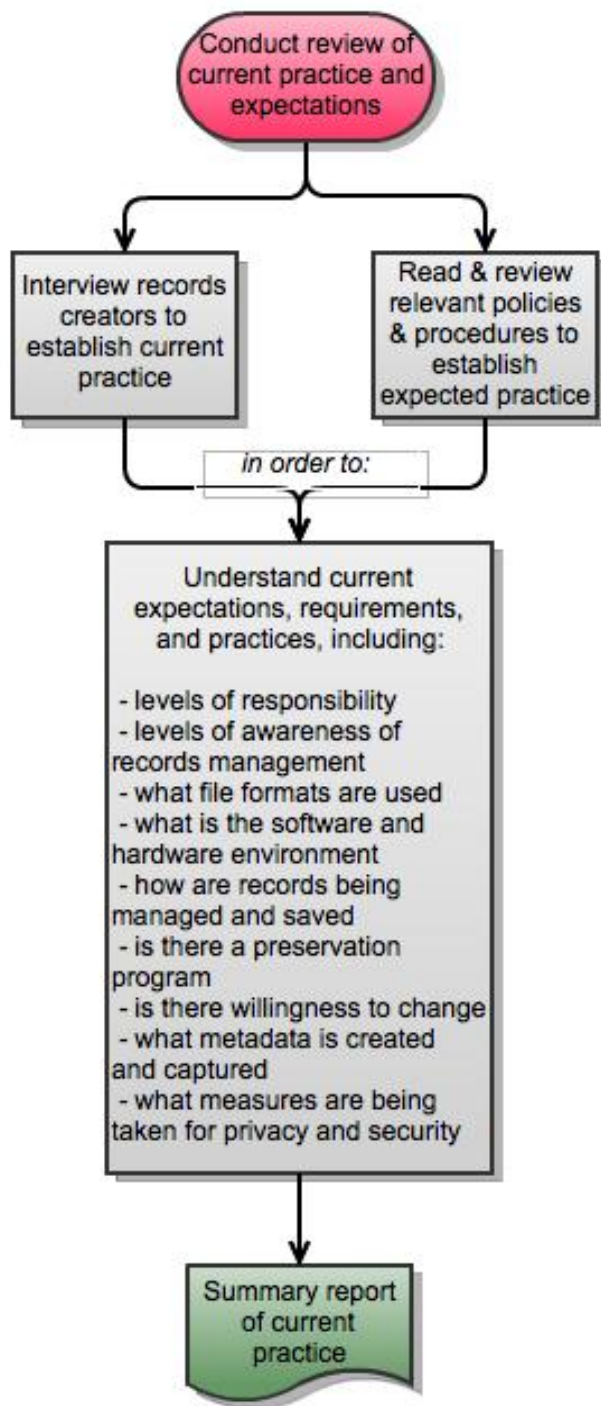 Conduct review of
current practice and
expectations
Interview records
creators to
establish current
practice
Read & review
relevant policies
& procedures to
establish
expected practice
in order to:
Understand current
expectations, requirements,
and practices, including:
- levels of responsibility
- levels of awareness of
records management
- what file formats are used
- what is the software and
hardware environment
- how are records being
managed and saved
- is there a preservation
program
- is there willingness to change
- what metadata is created
and captured
- what measures are being
taken for privacy and security
Summary report
of current
practice